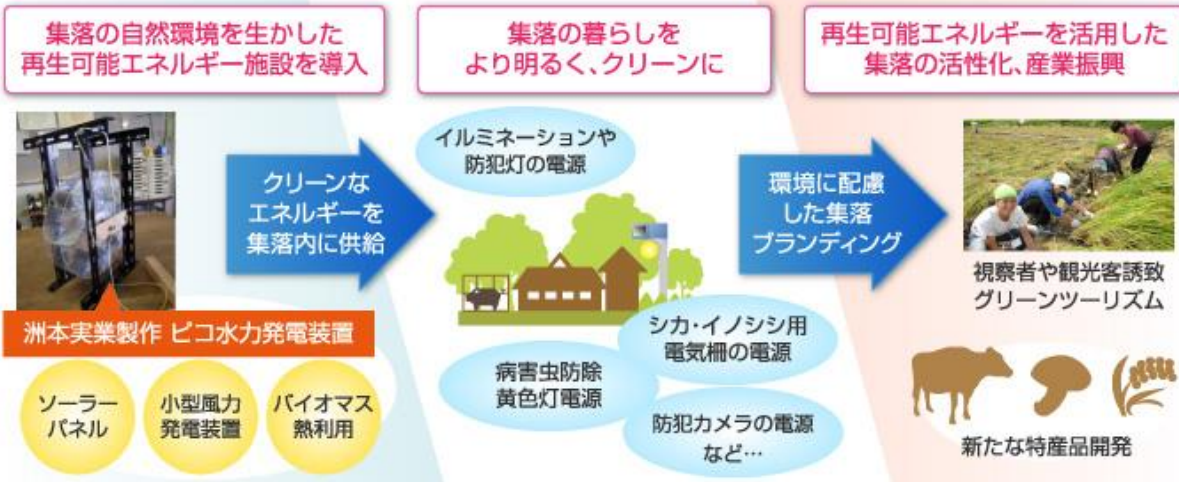 集落の自然環境を生かした
再生可能エネルギー施設を導入
集落の暮らしを
より明るく、クリーンに
再生可能エネルギーを活用した
集落の活性化、産業振興
クリーンな
エネルギーを
集落内に供給
洲本実業製作 ピコ水力発電装置
ソーラー
パネル
小型風力
発電装置
バイオマス
熱利用
イルミネーションや
防犯灯の電源
シカ・イノシシ用
電気柵の電源
病害虫防除
黄色灯電源
防犯カメラの電源
など…
環境に配慮
した集落
ブランディング
視察者や観光客誘致
グリーンツーリズム
新たな特産品開発